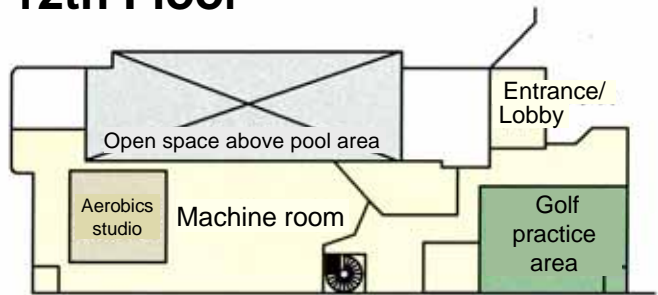 12th Floor
Entrance/
Lobby
Open space above pool area
Aerobics
studio
Machine room
Golf
practice
area